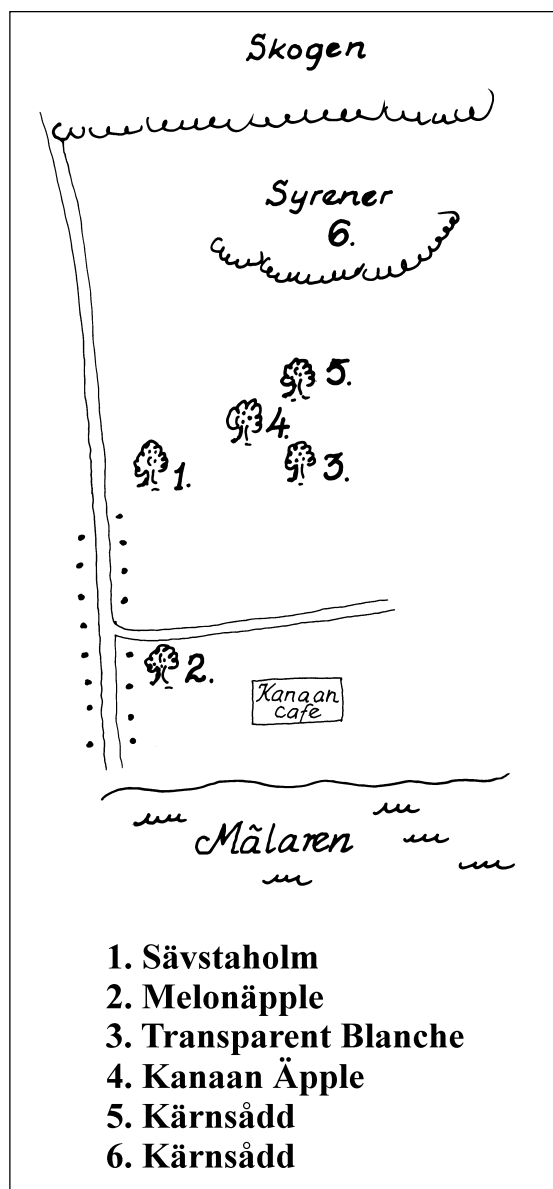 Skogen
Syrener
6.
5.
4.
3.
1.
2.
Kanaan
cafe
Mälaren
1. Sävstaholm
2. Melonäpple
3. Transparent Blanche
4. Kanaan Äpple
5. Kärnsådd
6. Kärnsådd